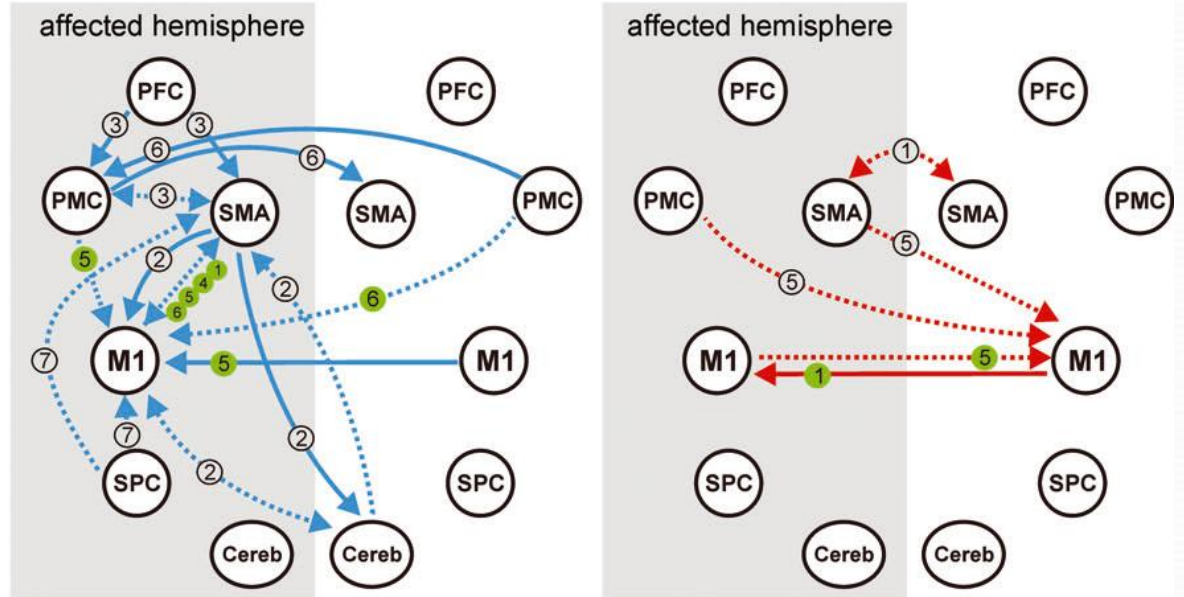 affected hemisphere
PFC
PFC
3
3
6
6
PMC
3
SMA
SMA
PMC
5
2
1
4
5
6
2
6
7
M1
5
M1
7
2
2
SPC
SPC
Cereb
Cereb
affected hemisphere
PFC
PFC
1
PMC
SMA
SMA
PMC
5
5
M1
5
1
M1
SPC
SPC
Cereb
Cereb